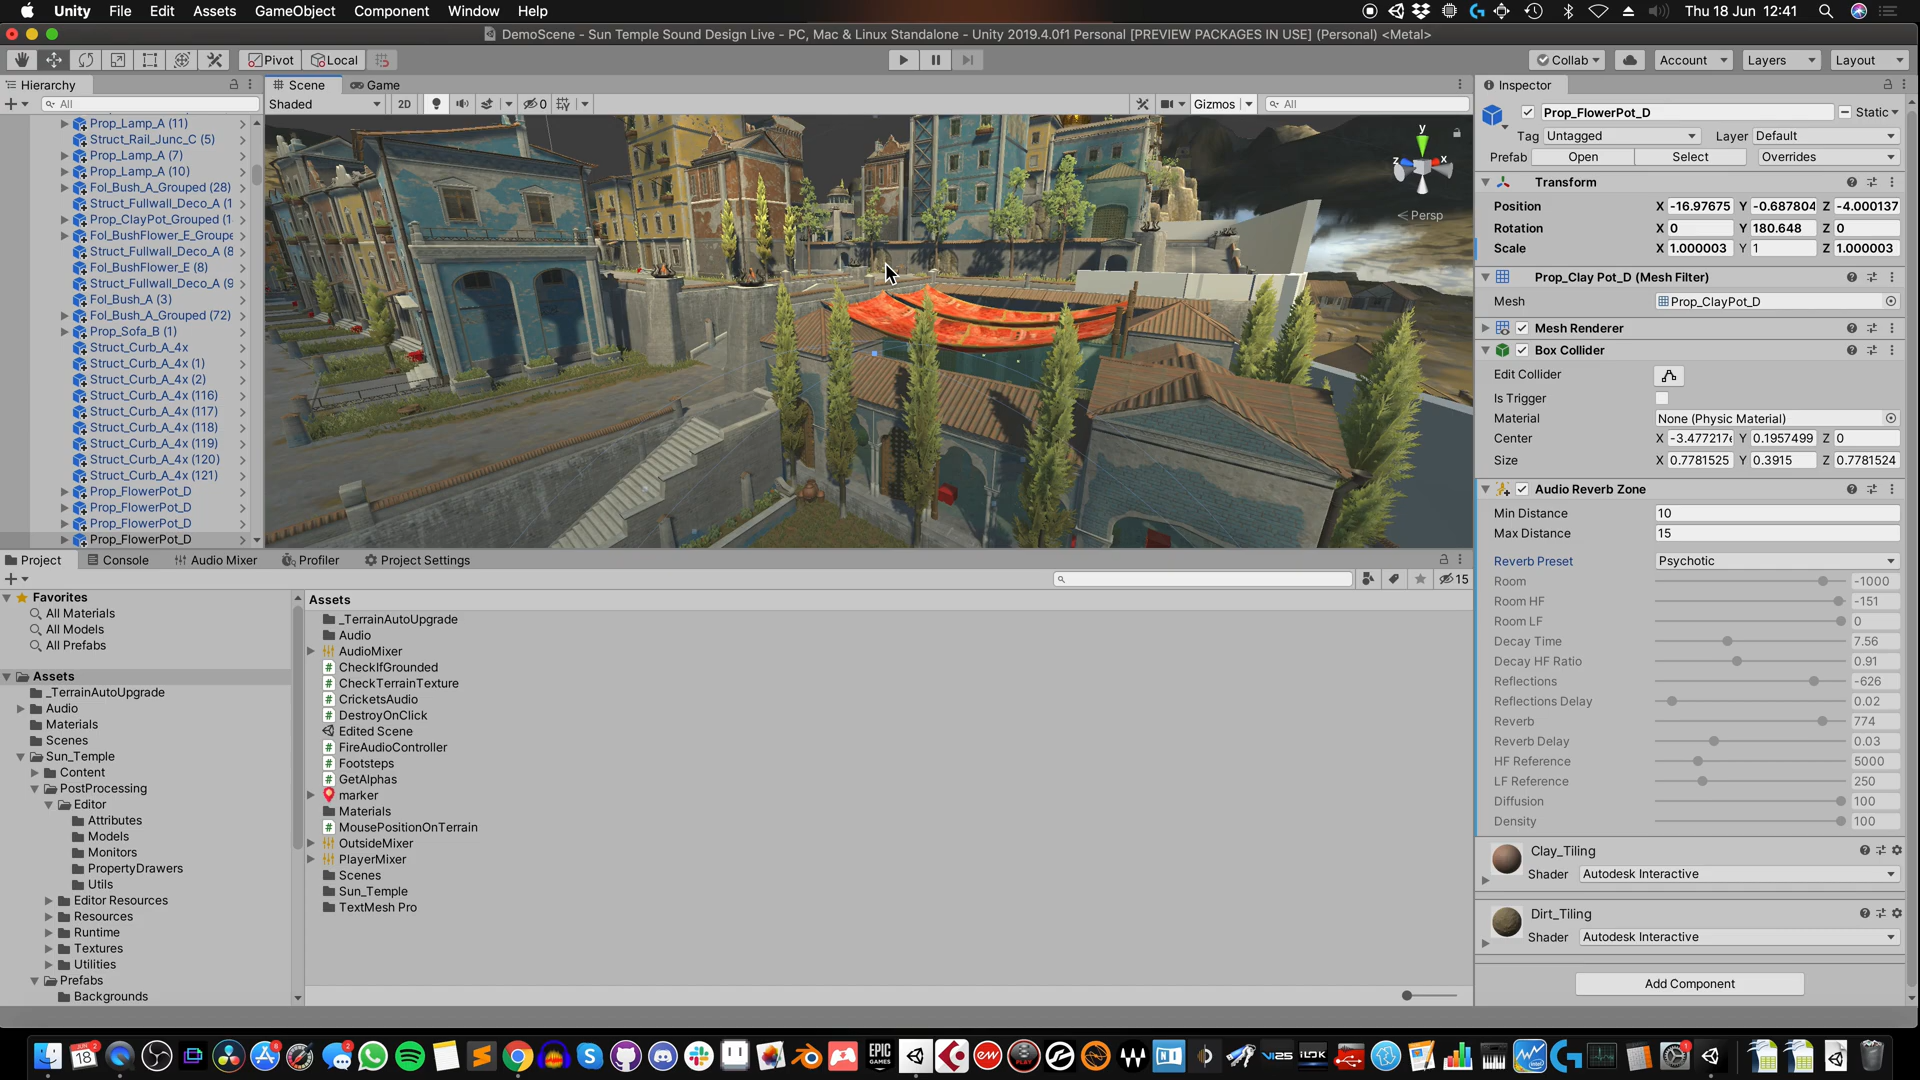 Unity File Edit Assets GameObject Component Window Help
Thu 18 Jun 12:41
DemoScene - Sun Temple Sound Design Live - PC, Mac & Linux Standalone - Unity 2019.4.0f1 Personal [PREVIEW PACKAGES IN USE] (Personal) <Metal>
Pivot Local
Collab Account Layers Layout
Hierarchy
All
Prop_Lamp_A (11)
Struct_Rail_Junc_C (5)
Prop_Lamp_A (7)
Prop_Lamp_A (10)
Fol_Bush_A_Grouped (28)
Struct_Fullwall_Deco_A (1
Prop_ClayPot_Grouped (1
Fol_BushFlower_E_Groupe
Struct_Fullwall_Deco_A (8
Fol_BushFlower_E (8)
Struct_Fullwall_Deco_A (9
Fol_Bush_A (3)
Fol_Bush_A_Grouped (72)
Prop_Sofa_B (1)
Struct_Curb_A_4x
Struct_Curb_A_4x (1)
Struct_Curb_A_4x (2)
Struct_Curb_A_4x (116)
Struct_Curb_A_4x (117)
Struct_Curb_A_4x (118)
Struct_Curb_A_4x (119)
Struct_Curb_A_4x (120)
Struct_Curb_A_4x (121)
Prop_FlowerPot_D
Prop_FlowerPot_D
Prop_FlowerPot_D
Prop_FlowerPot_D
Scene Game
Shaded 2D 0 Gizmos All
y
z x
Persp
Project Console Audio Mixer Profiler Project Settings
15
Favorites
All Materials
All Models
All Prefabs
Assets
_TerrainAutoUpgrade
Audio
Materials
Scenes
Sun_Temple
Content
PostProcessing
Editor
Attributes
Models
Monitors
PropertyDrawers
Utils
Editor Resources
Resources
Runtime
Textures
Utilities
Prefabs
Backgrounds
Assets
_TerrainAutoUpgrade
Audio
AudioMixer
CheckIfGrounded
CheckTerrainTexture
CricketsAudio
DestroyOnClick
Edited Scene
FireAudioController
Footsteps
GetAlphas
marker
Materials
MousePositionOnTerrain
OutsideMixer
PlayerMixer
Scenes
Sun_Temple
TextMesh Pro
Inspector
Prop_FlowerPot_D Static
Tag Untagged Layer Default
Prefab Open Select Overrides
Transform
Position X -16.97675 Y -0.687804 Z -4.000137
Rotation X 0 Y 180.648 Z 0
Scale X 1.000003 Y 1 Z 1.000003
Prop_Clay Pot_D (Mesh Filter)
Mesh Prop_ClayPot_D
Mesh Renderer
Box Collider
Edit Collider
Is Trigger
Material None (Physic Material)
Center X -3.477217e Y 0.1957499 Z 0
Size X 0.7781525 Y 0.3915 Z 0.7781524
Audio Reverb Zone
Min Distance 10
Max Distance 15
Reverb Preset Psychotic
Room -1000
Room HF -151
Room LF 0
Decay Time 7.56
Decay HF Ratio 0.91
Reflections -626
Reflections Delay 0.02
Reverb 774
Reverb Delay 0.03
HF Reference 5000
LF Reference 250
Diffusion 100
Density 100
Clay_Tiling
Shader Autodesk Interactive
Dirt_Tiling
Shader Autodesk Interactive
Add Component
EPIC GAMES